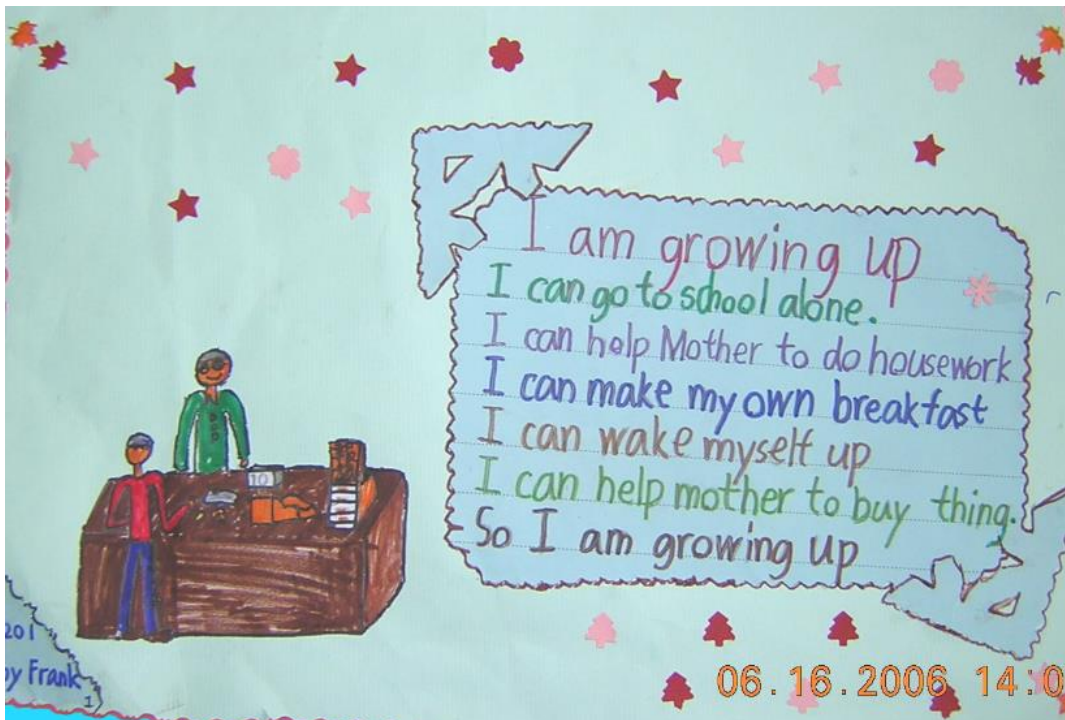 I am growing up
I can go to school alone.
I can help Mother to do housework
I can make my own breakfast
I can wake myself up
I can help mother to buy thing.
So I am growing up
10
201
by Frank
1
06.16.2006 14:0